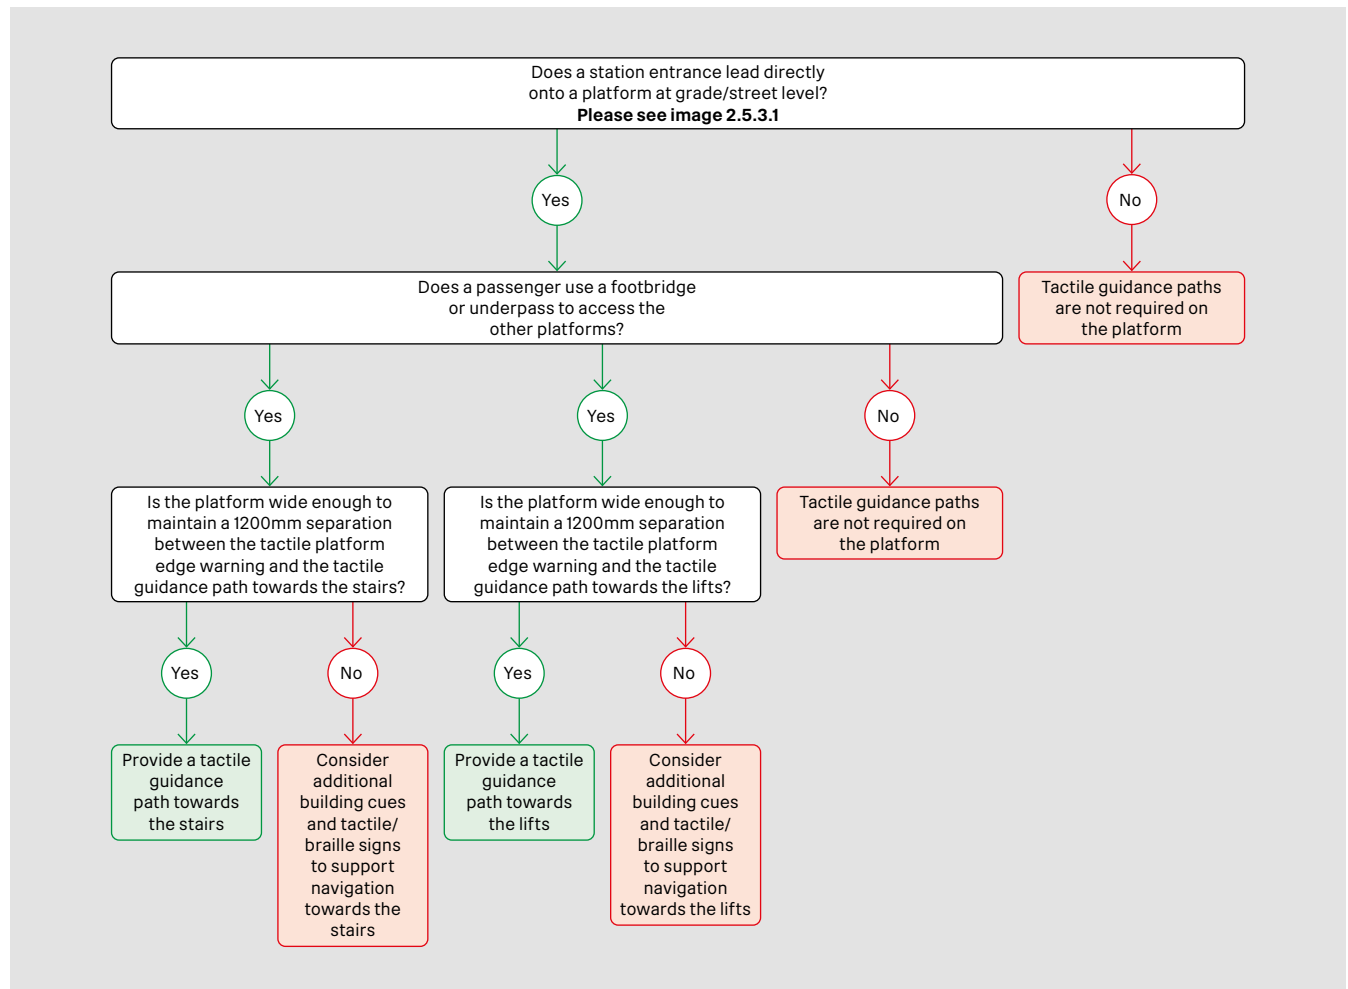 Does a station entrance lead directly
onto a platform at grade/street level?
Please see image 2.5.3.1
Yes
No
Does a passenger use a footbridge
or underpass to access the
other platforms?
Tactile guidance paths
are not required on
the platform
Yes
Yes
No
Is the platform wide enough to
maintain a 1200mm separation
between the tactile platform
edge warning and the tactile
guidance path towards the stairs?
Is the platform wide enough to
maintain a 1200mm separation
between the tactile platform
edge warning and the tactile
guidance path towards the lifts?
Tactile guidance paths
are not required on
the platform
Yes
No
Yes
No
Provide a tactile
guidance
path towards
the stairs
Consider
additional
building cues
and tactile/
braille signs
to support
navigation
towards the
stairs
Provide a tactile
guidance
path towards
the lifts
Consider
additional
building cues
and tactile/
braille signs
to support
navigation
towards the lifts